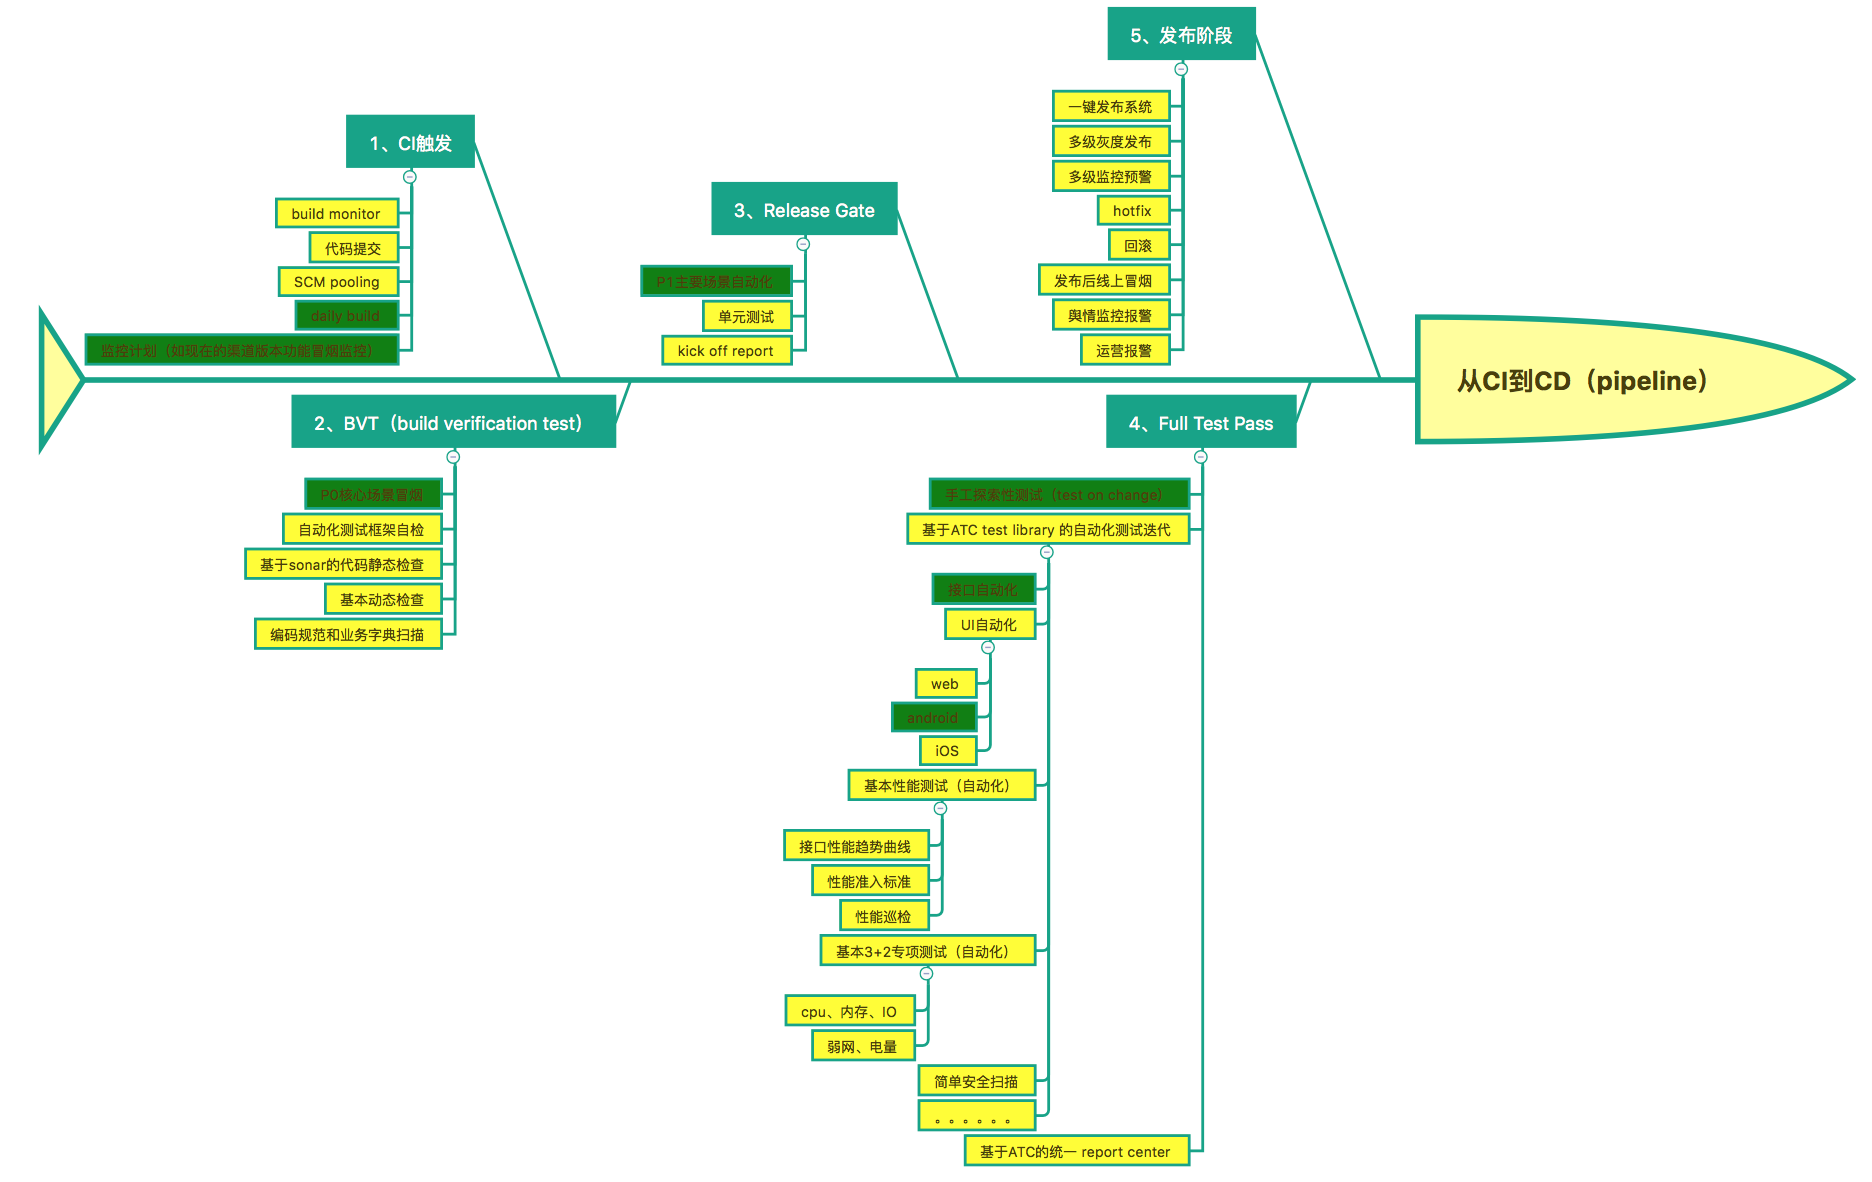 1、CI触发
build monitor
代码提交
SCM pooling
daily build
监控计划（如现在的渠道版本功能冒烟监控）
2、BVT（build verification test）
P0核心场景冒烟
自动化测试框架自检
基于sonar的代码静态检查
基本动态检查
编码规范和业务字典扫描
3、Release Gate
P1主要场景自动化
单元测试
kick off report
4、Full Test Pass
手工探索性测试（test on change）
基于ATC test library 的自动化测试迭代
接口自动化
UI自动化
web
android
iOS
基本性能测试（自动化）
接口性能趋势曲线
性能准入标准
性能巡检
基本3+2专项测试（自动化）
cpu、内存、IO
弱网、电量
简单安全扫描
。。。。。。
基于ATC的统一 report center
5、发布阶段
一键发布系统
多级灰度发布
多级监控预警
hotfix
回滚
发布后线上冒烟
舆情监控报警
运营报警
从CI到CD（pipeline）